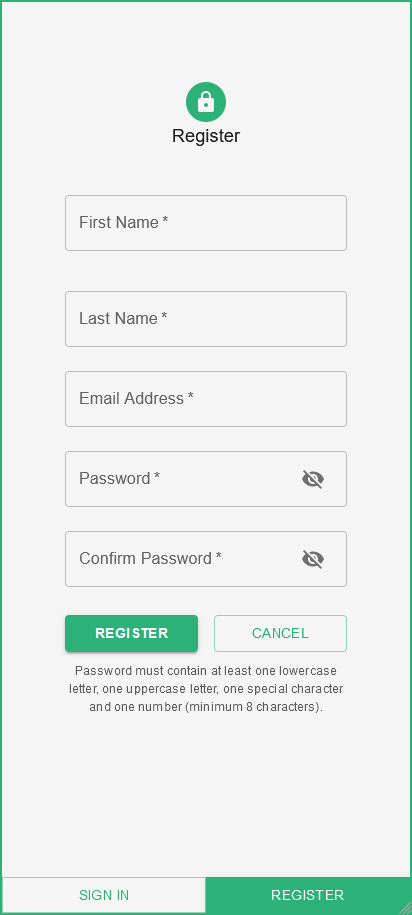 Register
First Name *
Last Name *
Email Address *
Password *
Confirm Password *
REGISTER CANCEL
Password must contain at least one lowercase
letter, one uppercase letter, one special character
and one number (minimum 8 characters).
SIGN IN REGISTER